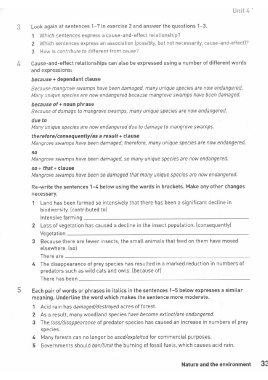 Unit 4
3 Look again at sentences 1–7 in exercise 2 and answer the questions 1–3.
1 Which sentences express a cause-and-effect relationship?
2 Which sentences express an association (possibly, but not necessarily, cause-and-effect)?
3 How is contribute to different from cause?
4 Cause-and-effect relationships can also be expressed using a number of different words
and expressions:
because + dependent clause
Because mangrove swamps have been damaged, many unique species are now endangered.
Many unique species are now endangered because mangrove swamps have been damaged.
because of + noun phrase
Because of damage to mangrove swamps, many unique species are now endangered.
due to
Many unique species are now endangered due to damage to mangrove swamps.
therefore/consequently/as a result + clause
Mangrove swamps have been damaged; therefore, many unique species are now endangered.
so
Mangrove swamps have been damaged, so many unique species are now endangered.
so + that + clause
Mangrove swamps have been so damaged that many unique species are now endangered.
Re-write the sentences 1–4 below using the words in brackets. Make any other changes
necessary.
1 Land has been farmed so intensively that there has been a significant decline in
biodiversity. (contributed to)
Intensive farming
2 Loss of vegetation has caused a decline in the insect population. (consequently)
Vegetation
3 Because there are fewer insects, the small animals that feed on them have moved
elsewhere. (so)
There are
4 The disappearance of prey species has resulted in a marked reduction in numbers of
predators such as wild cats and owls. (because of)
There has been
5 Each pair of words or phrases in italics in the sentences 1–5 below expresses a similar
meaning. Underline the word which makes the sentence more moderate.
1 Acid rain has damaged/destroyed acres of forest.
2 As a result, many woodland species have become extinct/are endangered.
3 The loss/disappearance of predator species has caused an increase in numbers of prey
species.
4 Many forests can no longer be used/exploited for commercial purposes.
5 Governments should ban/limit the burning of fossil fuels, which causes acid rain.
Nature and the environment 33